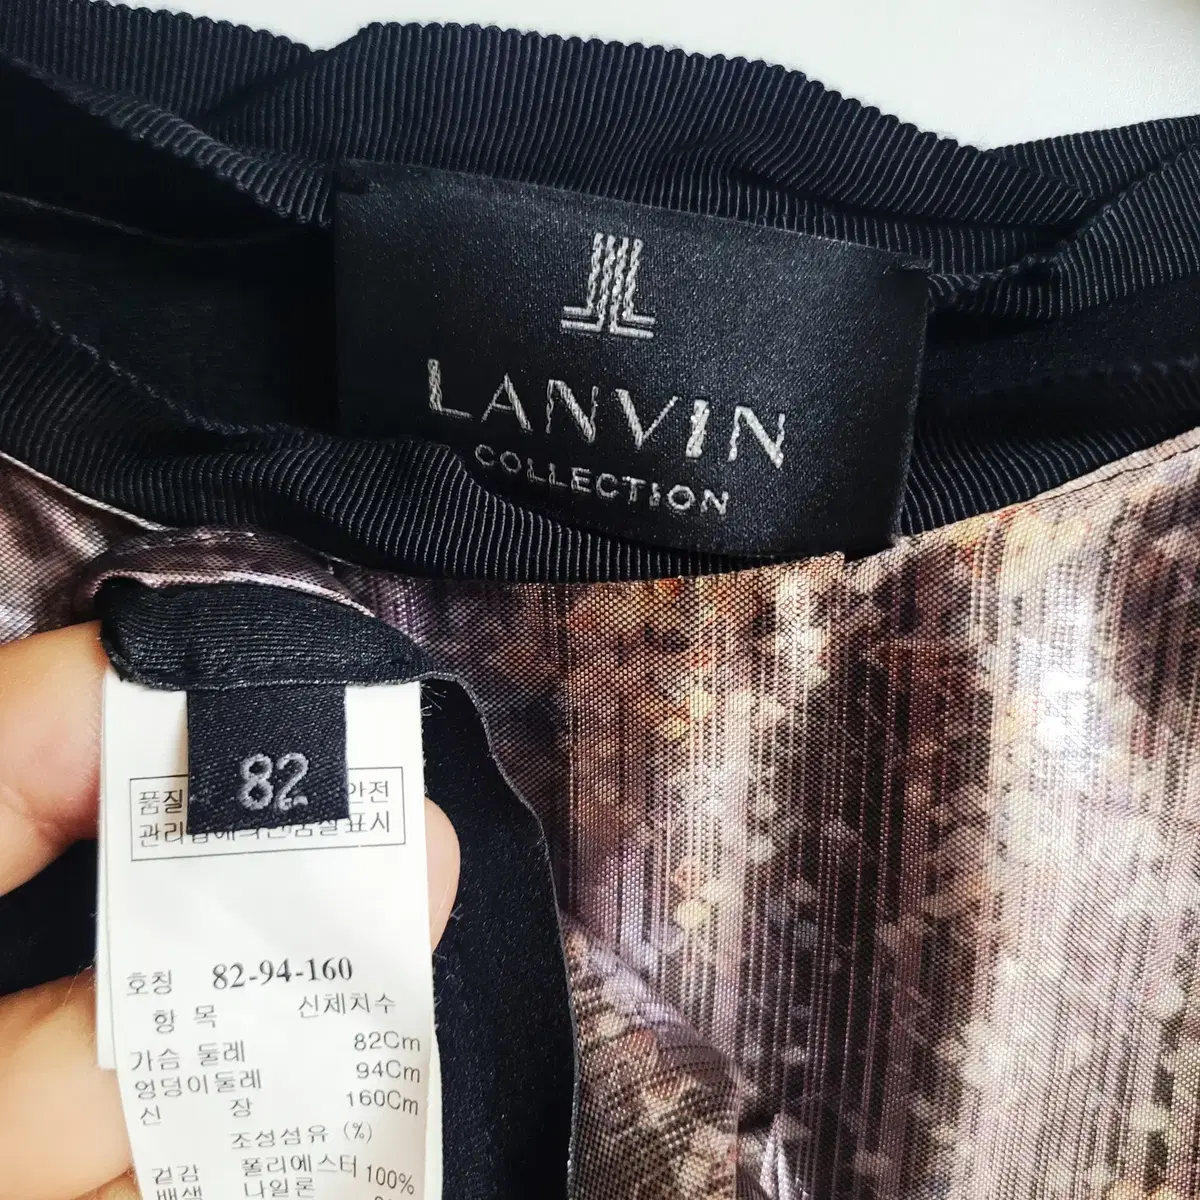 LANVIN
COLLECTION
82
품질 안전
표시
호칭 82-94-160
항 목 신체치수
가슴 둘레 82Cm
엉덩이둘레 94Cm
신 장 160Cm
조성섬유 (%)
겉감 폴리에스터 100%
배색 나일론